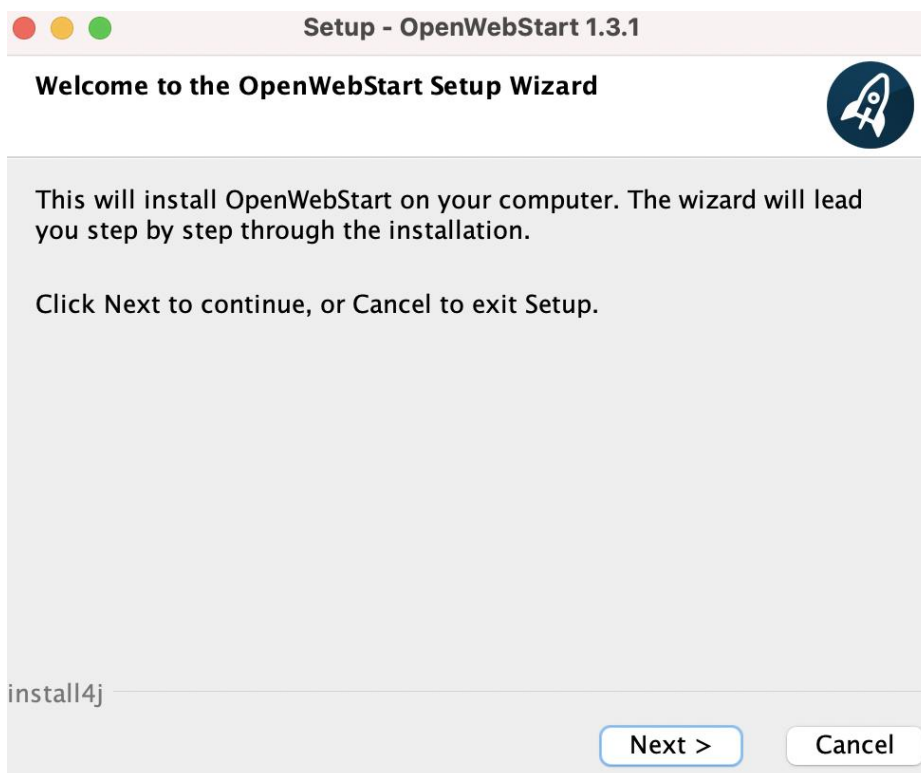 Setup - OpenWebStart 1.3.1
Welcome to the OpenWebStart Setup Wizard
This will install OpenWebStart on your computer. The wizard will lead
you step by step through the installation.
Click Next to continue, or Cancel to exit Setup.
install4j
Next >
Cancel